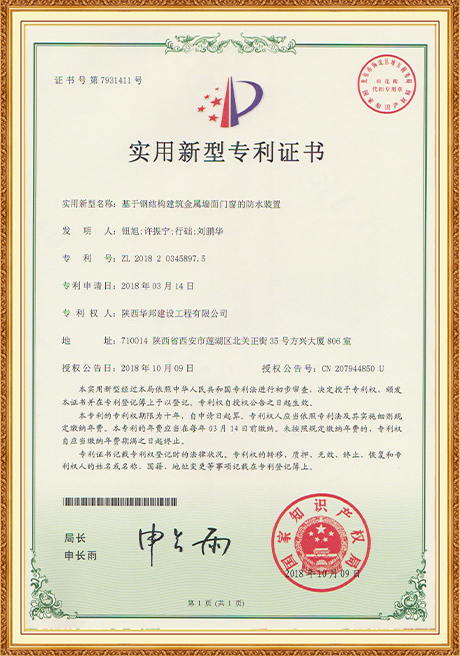 证书号第7931411号
印花税
代扣专用章
实用新型专利证书
实用新型名称：基于钢结构建筑金属墙面门窗的防水装置
发 明 人：钮旭;许振宁;行础;刘鹏华
专 利 号：ZL 2018 2 0345897.5
专利申请日：2018年03月14日
专 利 权 人：陕西华邦建设工程有限公司
地 址：710014 陕西省西安市莲湖区北关正街35号方兴大厦806室
授权公告日：2018年10月09日 授权公告号：CN 207944850 U
本实用新型经过本局依照中华人民共和国专利法进行初步审查，决定授予专利权，颁发
本证书并在专利登记簿上予以登记。专利权自授权公告之日起生效。
本专利的专利权期限为十年，自申请日起算。专利权人应当依照专利法及其实施细则规
定缴纳年费。本专利的年费应当在每年03月14日前缴纳。未按照规定缴纳年费的，专利权
自应当缴纳年费期满之日起终止。
专利证书记载专利权登记时的法律状况。专利权的转移、质押、无效、终止、恢复和专
利权人的姓名或名称、国籍、地址变更等事项记载在专利登记簿上。
局长
申长雨
申长雨
国家知识产权局
2018年10月09日
第 1 页 (共 1 页)